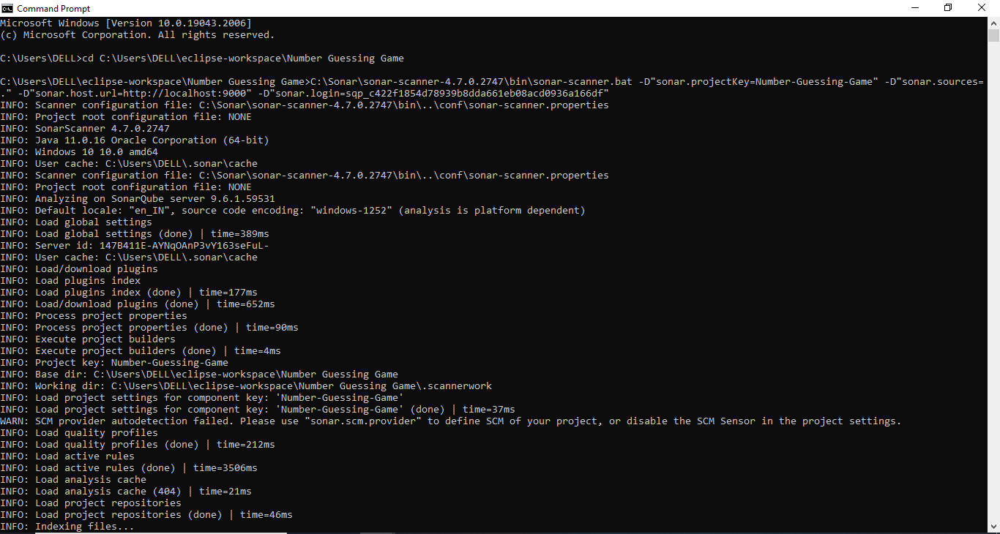 Command Prompt
Microsoft Windows [Version 10.0.19043.2006]
(c) Microsoft Corporation. All rights reserved.
C:\Users\DELL>cd C:\Users\DELL\eclipse-workspace\Number Guessing Game
C:\Users\DELL\eclipse-workspace\Number Guessing Game>C:\Sonar\sonar-scanner-4.7.0.2747\bin\sonar-scanner.bat -D"sonar.projectKey=Number-Guessing-Game" -D"sonar.sources=
." -D"sonar.host.url=http://localhost:9000" -D"sonar.login=sqp_c422f1854d78939b8dda661eb08acd0936a166df"
INFO: Scanner configuration file: C:\Sonar\sonar-scanner-4.7.0.2747\bin\..\conf\sonar-scanner.properties
INFO: Project root configuration file: NONE
INFO: SonarScanner 4.7.0.2747
INFO: Java 11.0.16 Oracle Corporation (64-bit)
INFO: Windows 10 10.0 amd64
INFO: User cache: C:\Users\DELL\.sonar\cache
INFO: Scanner configuration file: C:\Sonar\sonar-scanner-4.7.0.2747\bin\..\conf\sonar-scanner.properties
INFO: Project root configuration file: NONE
INFO: Analyzing on SonarQube server 9.6.1.59531
INFO: Default locale: "en_IN", source code encoding: "windows-1252" (analysis is platform dependent)
INFO: Load global settings
INFO: Load global settings (done) | time=389ms
INFO: Server id: 147B411E-AYNqOAnP3vY163seFuL-
INFO: User cache: C:\Users\DELL\.sonar\cache
INFO: Load/download plugins
INFO: Load plugins index
INFO: Load plugins index (done) | time=177ms
INFO: Load/download plugins (done) | time=652ms
INFO: Process project properties
INFO: Process project properties (done) | time=90ms
INFO: Execute project builders
INFO: Execute project builders (done) | time=4ms
INFO: Project key: Number-Guessing-Game
INFO: Base dir: C:\Users\DELL\eclipse-workspace\Number Guessing Game
INFO: Working dir: C:\Users\DELL\eclipse-workspace\Number Guessing Game\.scannerwork
INFO: Load project settings for component key: 'Number-Guessing-Game'
INFO: Load project settings for component key: 'Number-Guessing-Game' (done) | time=37ms
WARN: SCM provider autodetection failed. Please use "sonar.scm.provider" to define SCM of your project, or disable the SCM Sensor in the project settings.
INFO: Load quality profiles
INFO: Load quality profiles (done) | time=212ms
INFO: Load active rules
INFO: Load active rules (done) | time=3506ms
INFO: Load analysis cache
INFO: Load analysis cache (404) | time=21ms
INFO: Load project repositories
INFO: Load project repositories (done) | time=46ms
INFO: Indexing files...